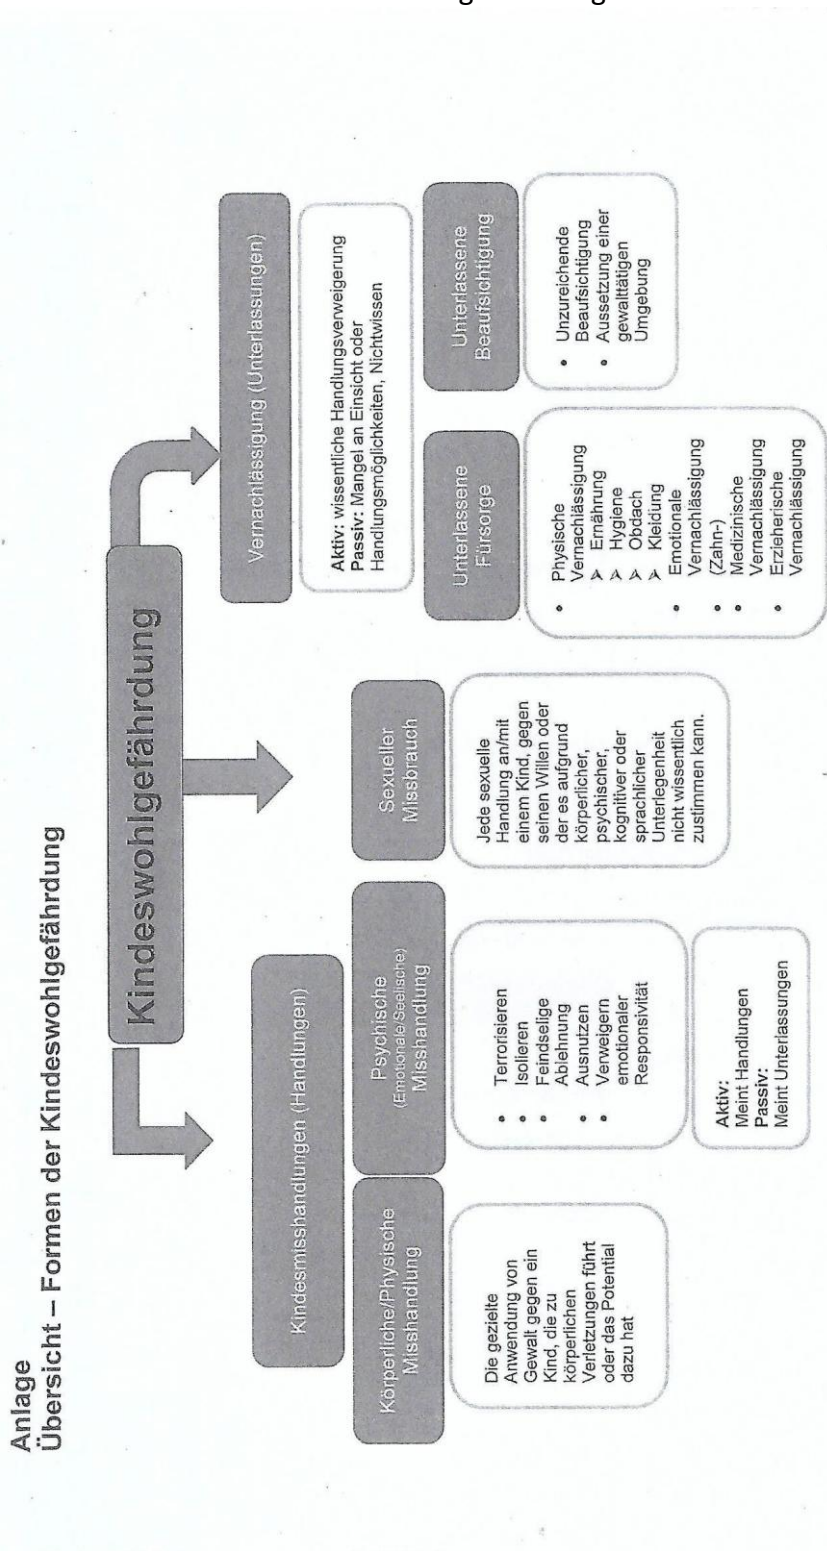 Anlage
Übersicht – Formen der Kindeswohlgefährdung
Kindeswohlgefährdung
Kindesmisshandlungen (Handlungen)
Körperliche/Physische
Misshandlung
Die gezielte
Anwendung von
Gewalt gegen ein
Kind, die zu
körperlichen
Verletzungen führt
oder das Potential
dazu hat
Psychische
(Emotionale/Seelische)
Misshandlung
• Terrorisieren
• Isolieren
• Feindselige
Ablehnung
• Ausnutzen
• Verweigern
emotionaler
Responsivität
Aktiv:
Meint Handlungen
Passiv:
Meint Unterlassungen
Sexueller
Missbrauch
Jede sexuelle
Handlung an/mit
einem Kind, gegen
seinen Willen oder
der es aufgrund
körperlicher,
psychischer,
kognitiver oder
sprachlicher
Unterlegenheit
nicht wissentlich
zustimmen kann.
Vernachlässigung (Unterlassungen)
Aktiv: wissentliche Handlungsverweigerung
Passiv: Mangel an Einsicht oder
Handlungsmöglichkeiten, Nichtwissen
Unterlassene
Fürsorge
• Physische
Vernachlässigung
➢ Ernährung
➢ Hygiene
➢ Obdach
➢ Kleidung
• Emotionale
Vernachlässigung
• (Zahn-)
• Medizinische
Vernachlässigung
• Erzieherische
Vernachlässigung
Unterlassene
Beaufsichtigung
• Unzureichende
Beaufsichtigung
• Aussetzung einer
gewalttätigen
Umgebung